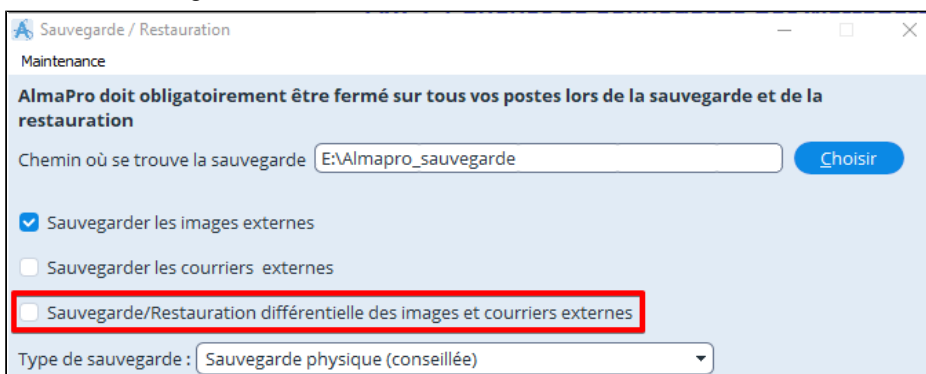 Sauvegarde / Restauration
Maintenance
AlmaPro doit obligatoirement être fermé sur tous vos postes lors de la sauvegarde et de la
restauration
Chemin où se trouve la sauvegarde E:\Almapro_sauvegarde Choisir
Sauvegarder les images externes
Sauvegarder les courriers externes
Sauvegarde/Restauration différentielle des images et courriers externes
Type de sauvegarde : Sauvegarde physique (conseillée)